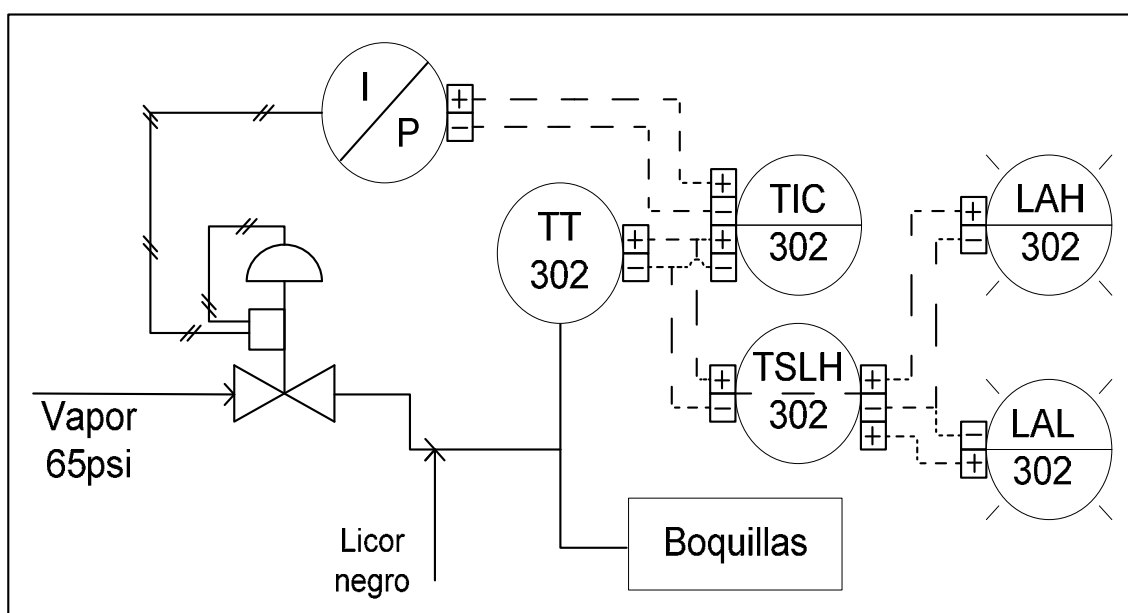 I
P
+
−
TT
302
+
−
+
−
+
−
TIC
302
+
−
LAH
302
+
−
TSLH
302
+
−
+
−
+
LAL
302
Vapor
65psi
Licor
negro
Boquillas